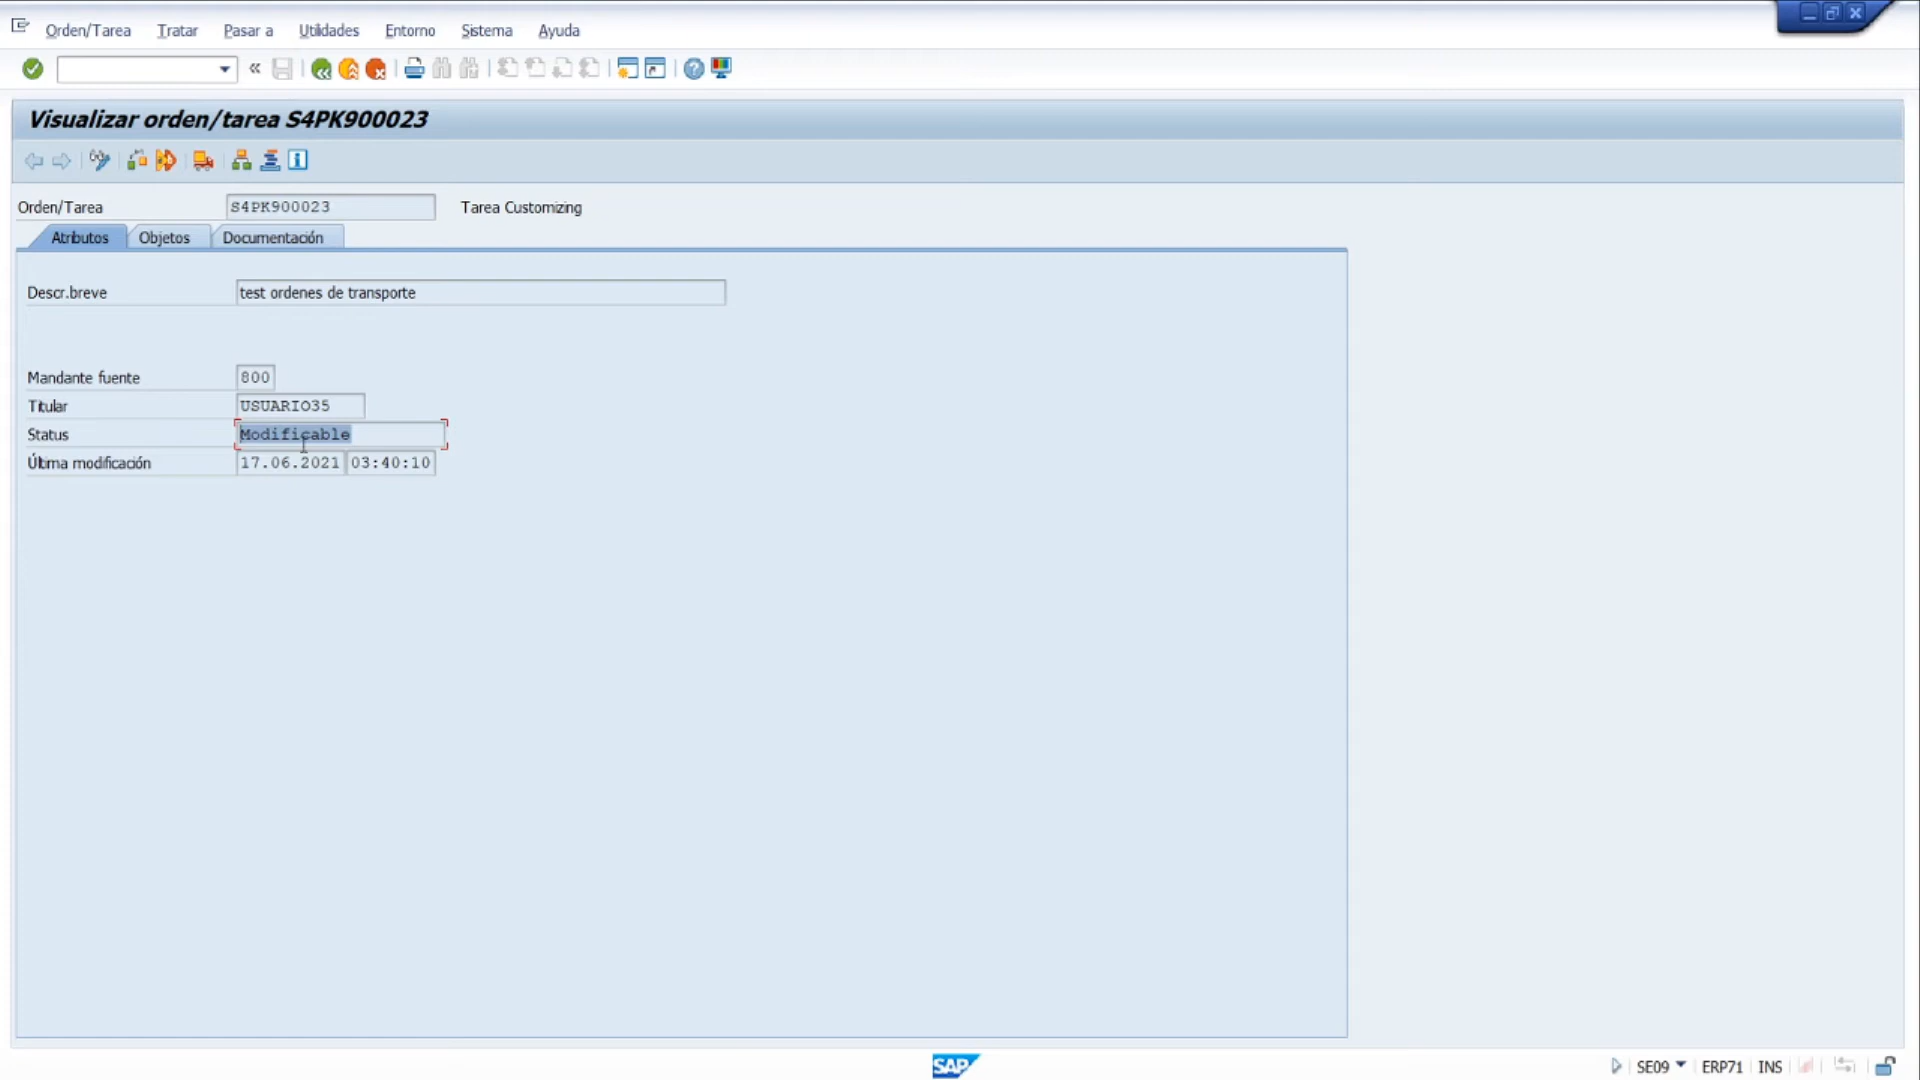 Orden/Tarea Tratar Pasar a Utilidades Entorno Sistema Ayuda
Visualizar orden/tarea S4PK900023
Orden/Tarea S4PK900023 Tarea Customizing
Atributos Objetos Documentación
Descr.breve test ordenes de transporte
Mandante fuente 800
Titular USUARIO35
Status Modificable
Última modificación 17.06.2021 03:40:10
SAP SE09 ERP71 INS